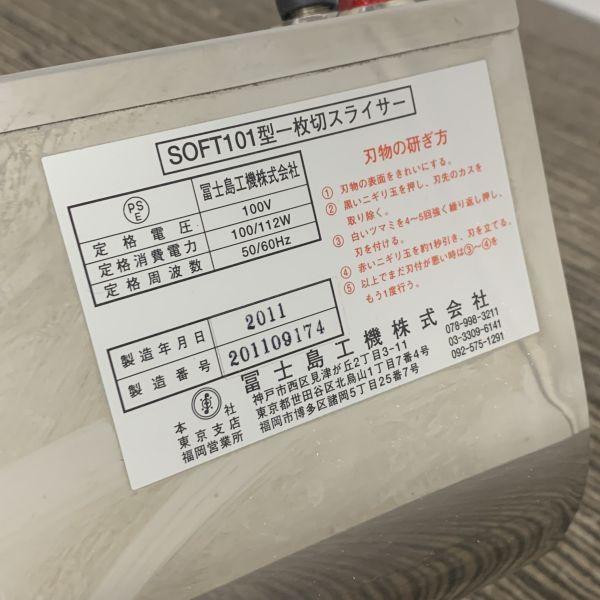 SOFT101型一枚切スライサー
PS
E
冨士島工機株式会社
定格電圧 100V
定格消費電力 100/112W
定格周波数 50/60Hz
製造年月日 2011
製造番号 201109174
刃物の研ぎ方
① 刃物の表面をきれいにする。
② 黒いニギリ玉を押し、刃先のカスを
取り除く。
③ 白いツマミを4~5回強く繰り返し押し、
刃を付ける。
④ 赤いニギリ玉を約1秒引き、刃を立てる。
⑤ 以上でまだ刃付が悪い時は③~④を
もう1度行う。
冨士島工機株式会社
本社 神戸市西区見津が丘2丁目3-11 078-998-3211
東京支店 東京都世田谷区北烏山1丁目7番4号 03-3309-6141
福岡営業所 福岡市博多区諸岡5丁目25番7号 092-575-1291